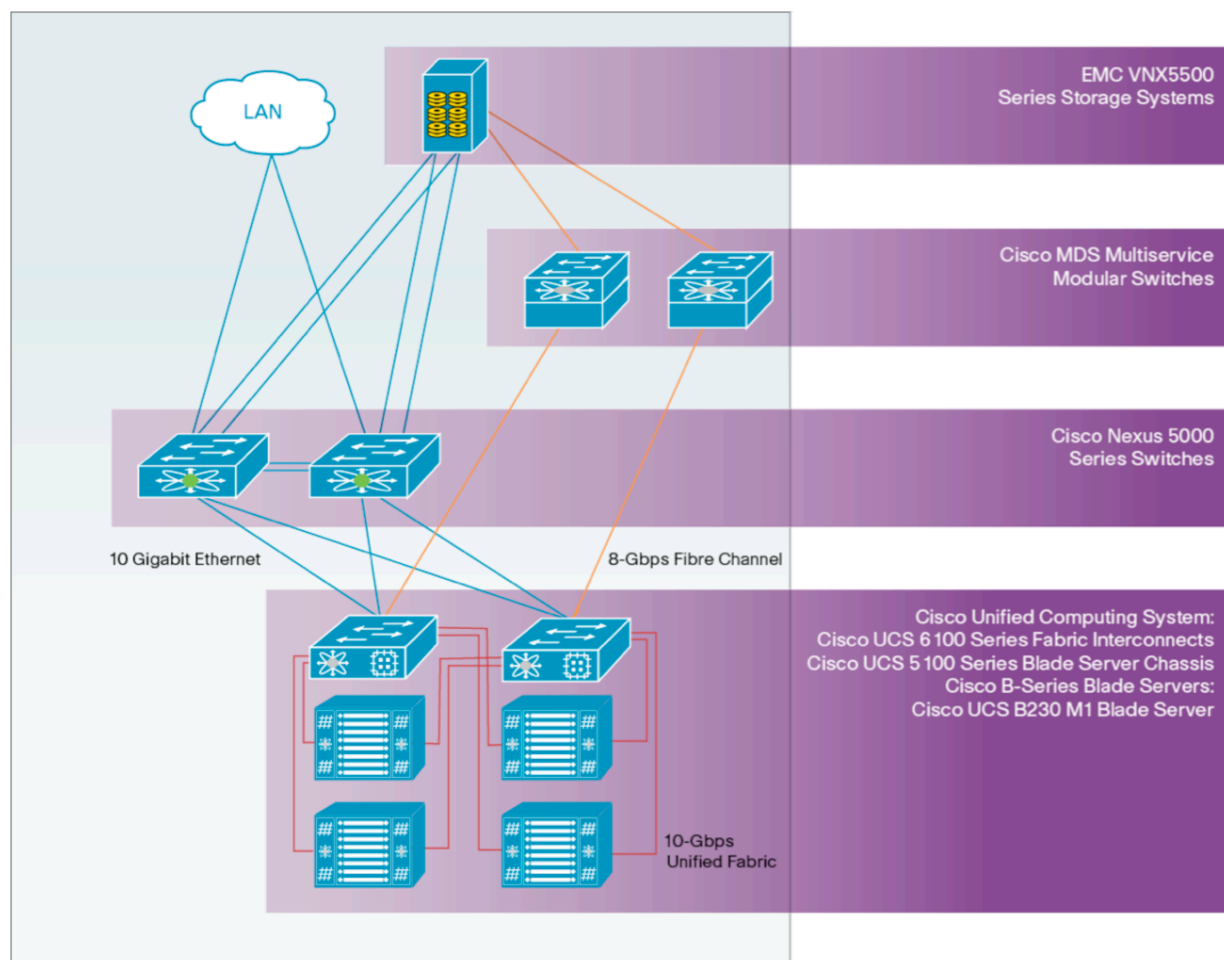 LAN
EMC VNX5500
Series Storage Systems
Cisco MDS Multiservice
Modular Switches
Cisco Nexus 5000
Series Switches
10 Gigabit Ethernet
8-Gbps Fibre Channel
Cisco Unified Computing System:
Cisco UCS 6100 Series Fabric Interconnects
Cisco UCS 5100 Series Blade Server Chassis
Cisco B-Series Blade Servers:
Cisco UCS B230 M1 Blade Server
10-Gbps
Unified Fabric